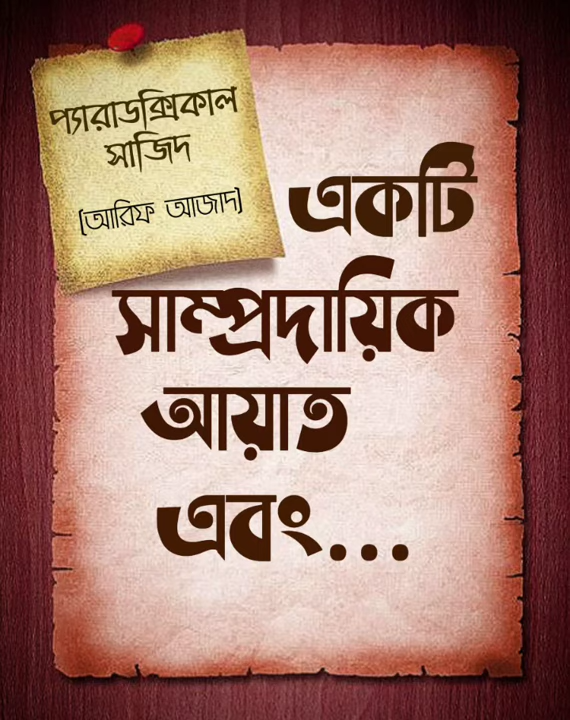 প্যারাডক্সিকাল
সাজিদ
[আরিফ আজাদ]
একটি
সাম্প্রদায়িক
আয়াত
এবং...